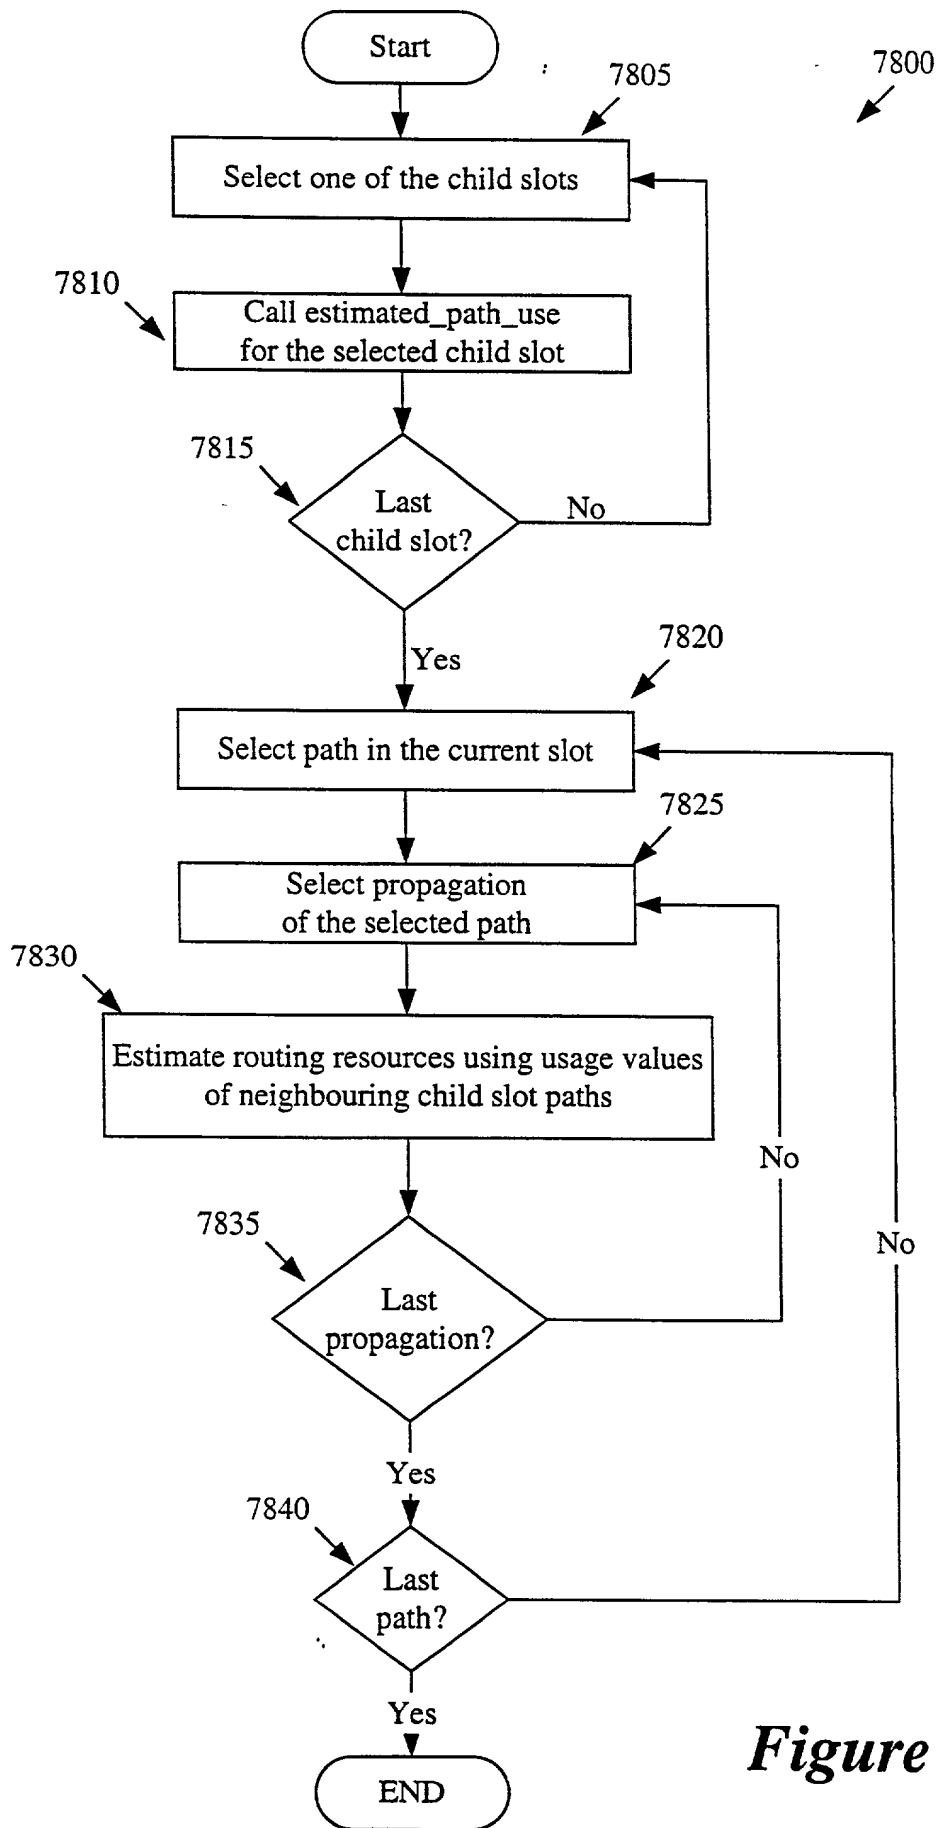 Start
7805
7800
Select one of the child slots
7810
Call estimated_path_use
for the selected child slot
7815
Last
child slot?
No
Yes
7820
Select path in the current slot
7825
Select propagation
of the selected path
7830
Estimate routing resources using usage values
of neighbouring child slot paths
No
7835
No
Last
propagation?
Yes
7840
Last
path?
Yes
END
Figure